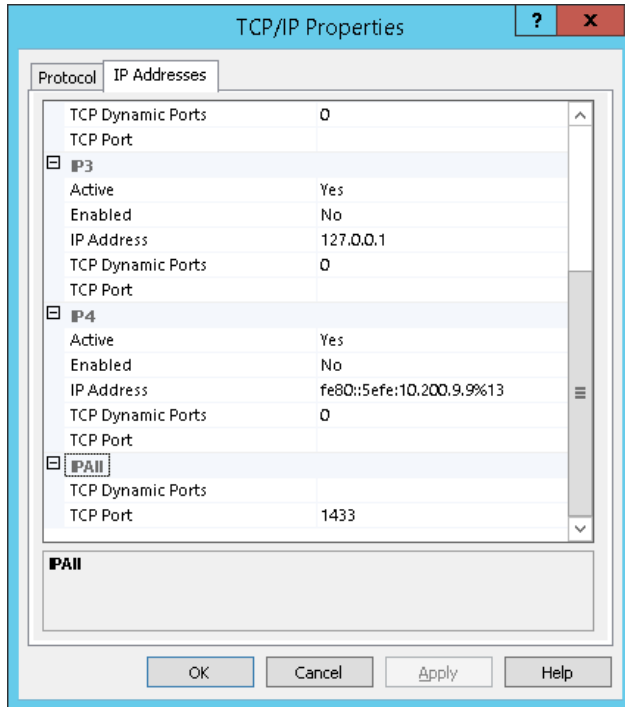 TCP/IP Properties
?
x
Protocol
IP Addresses
TCP Dynamic Ports 0
TCP Port
IP3
Active Yes
Enabled No
IP Address 127.0.0.1
TCP Dynamic Ports 0
TCP Port
IP4
Active Yes
Enabled No
IP Address fe80::5efe:10.200.9.9%13
TCP Dynamic Ports 0
TCP Port
IPAll
TCP Dynamic Ports
TCP Port 1433
IPAll
OK Cancel Apply Help